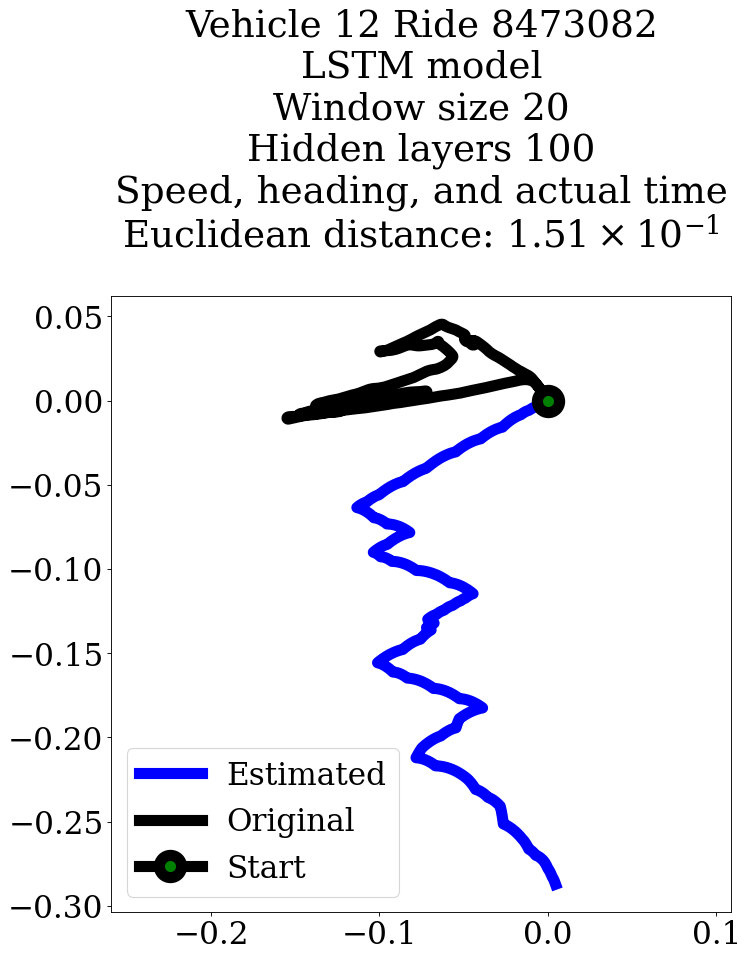 Vehicle 12 Ride 8473082
LSTM model
Window size 20
Hidden layers 100
Speed, heading, and actual time
Euclidean distance: 1.51 × 10⁻¹
0.05
0.00
−0.05
−0.10
−0.15
−0.20
−0.25
−0.30
Estimated
Original
Start
−0.2
−0.1
0.0
0.1